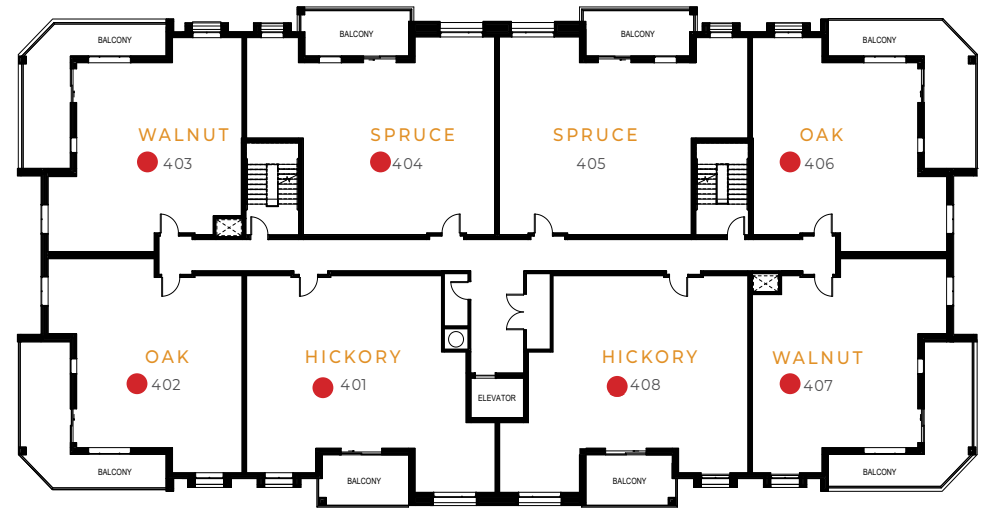 BALCONY
BALCONY
BALCONY
BALCONY
WALNUT
403
SPRUCE
404
SPRUCE
405
OAK
406
OAK
402
HICKORY
401
HICKORY
408
WALNUT
407
ELEVATOR
BALCONY
BALCONY
BALCONY
BALCONY